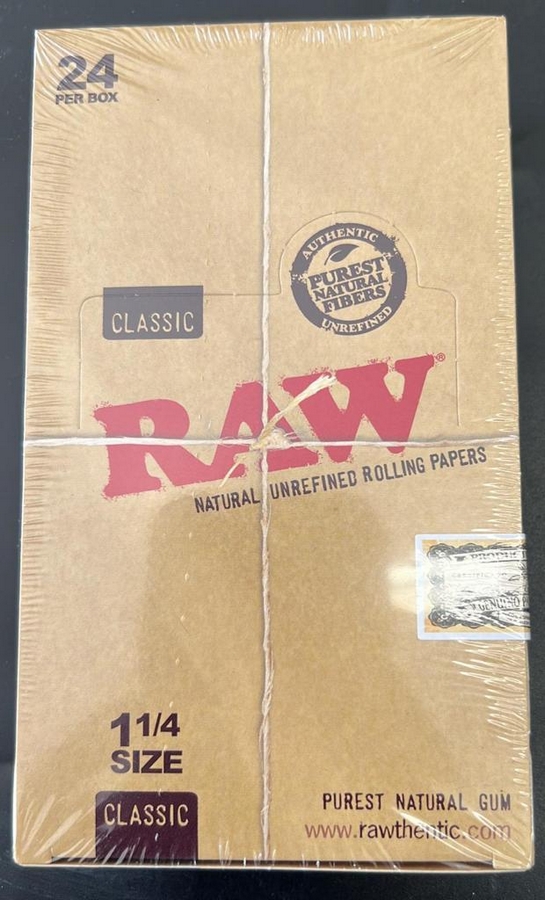 24
PER BOX
AUTHENTIC
PUREST
NATURAL
FIBERS
UNREFINED
CLASSIC
RAW®
NATURAL UNREFINED ROLLING PAPERS
GENUINO
1 1/4
SIZE
CLASSIC
PUREST NATURAL GUM
www.rawthentic.com